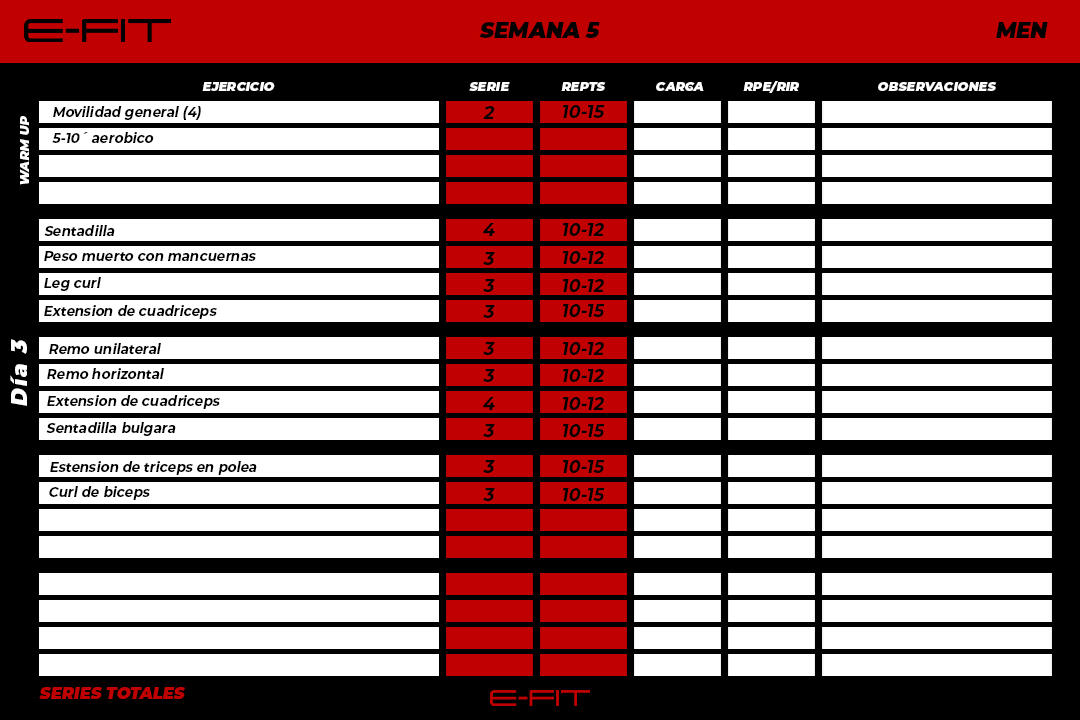 E-FIT SEMANA 5 MEN
EJERCICIO SERIE REPTS CARGA RPE/RIR OBSERVACIONES
WARM UP
Movilidad general (4) 2 10-15
5-10´ aerobico
Día 3
Sentadilla 4 10-12
Peso muerto con mancuernas 3 10-12
Leg curl 3 10-12
Extension de cuadriceps 3 10-15
Remo unilateral 3 10-12
Remo horizontal 3 10-12
Extension de cuadriceps 4 10-12
Sentadilla bulgara 3 10-15
Estension de triceps en polea 3 10-15
Curl de biceps 3 10-15
SERIES TOTALES E-FIT